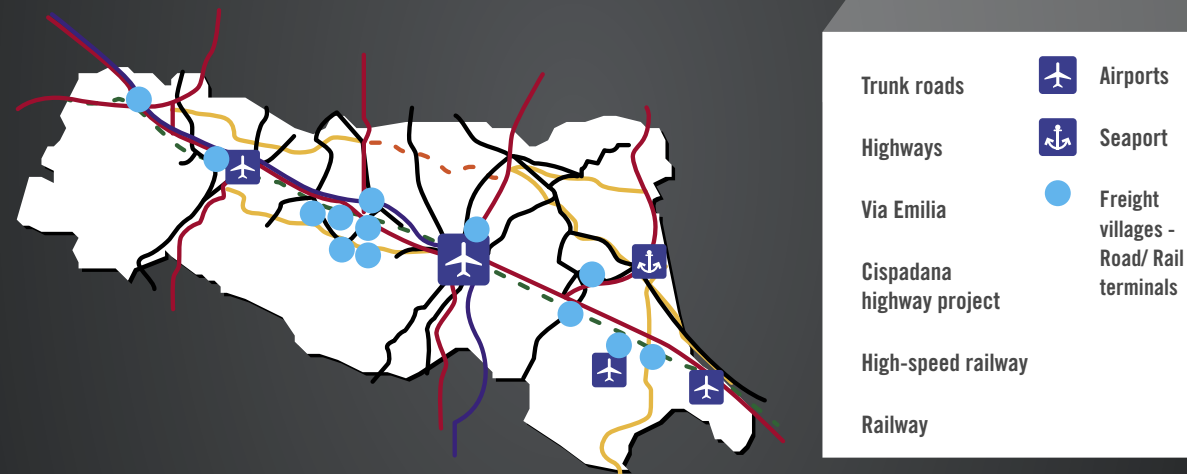 Trunk roads
Highways
Via Emilia
Cispadana
highway project
High-speed railway
Railway
Airports
Seaport
Freight
villages -
Road/ Rail
terminals